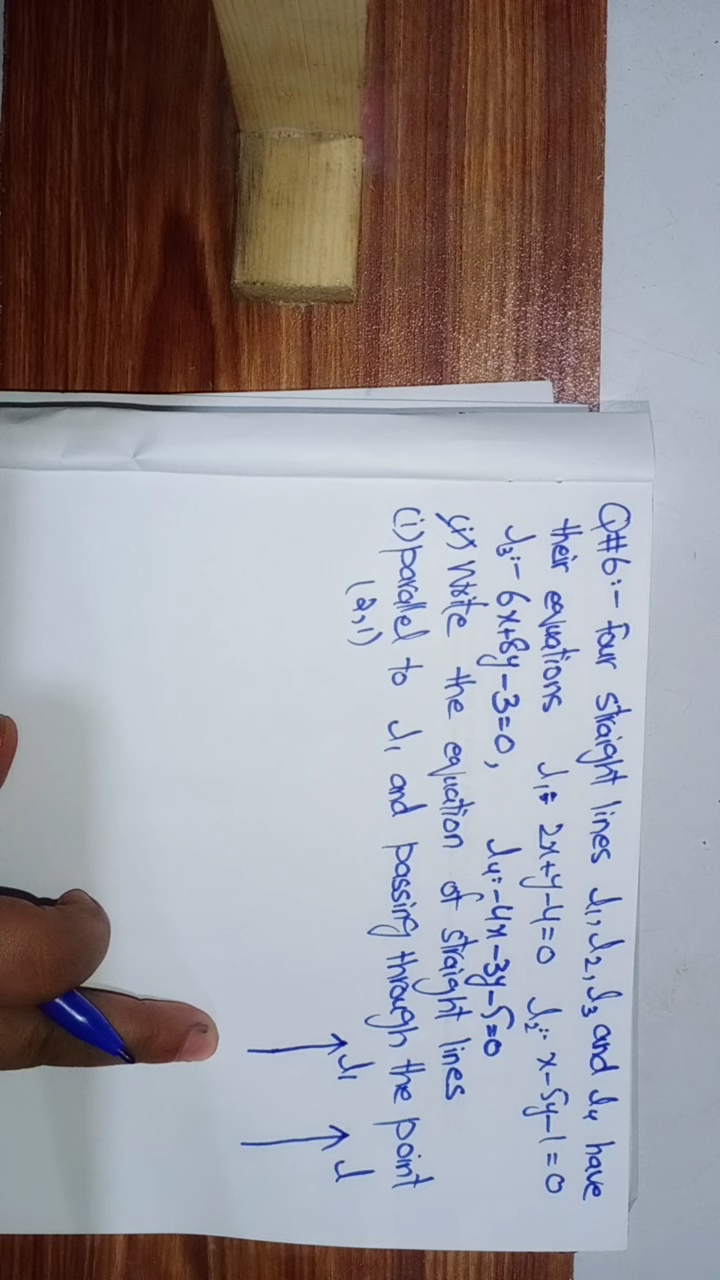 Q#6:- four straight lines l₁, l₂, l₃ and l₄ have
their equations l₁:- 2x+y-4=0 l₂:- x-5y-1=0
l₃:- 6x+8y-3=0, l₄:- 4x-3y-5=0
(i) Write the equation of straight lines
(i) parallel to l₁ and passing through the point
(2,1)
l₁ l